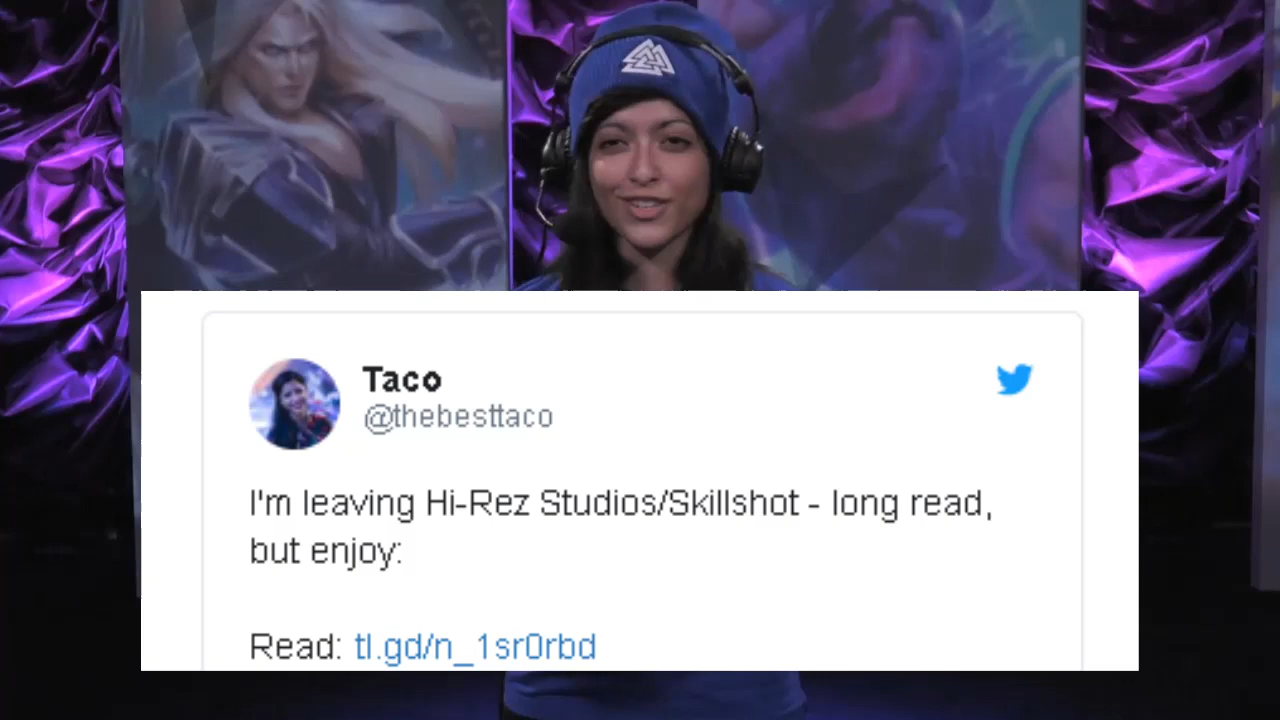 Taco
@thebesttaco
I'm leaving Hi-Rez Studios/Skillshot - long read,
but enjoy:
Read: tl.gd/n_1sr0rbd